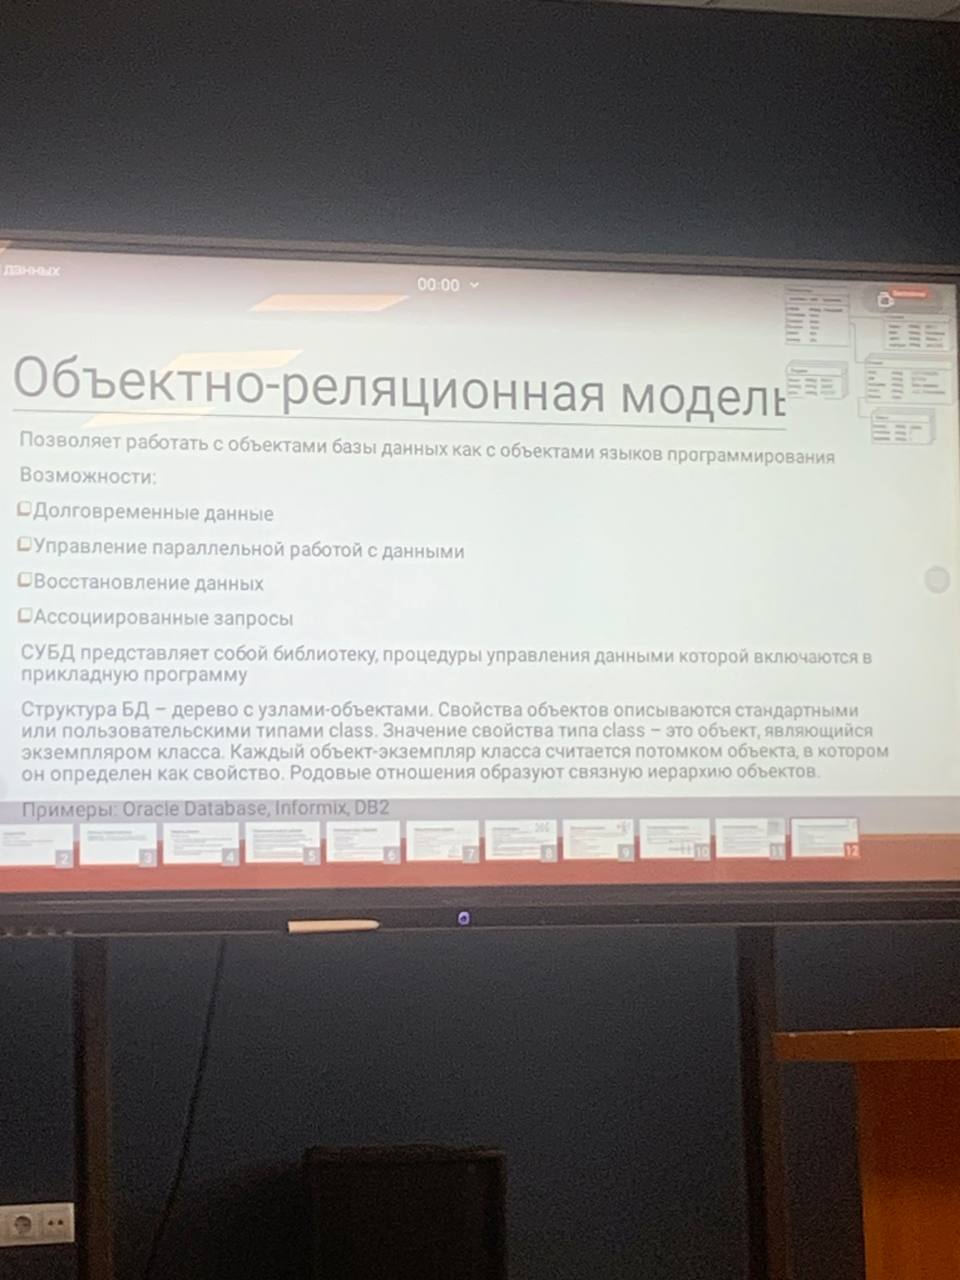 данных
00:00
Объектно-реляционная модель
Позволяет работать с объектами базы данных как с объектами языков программирования
Возможности:
Долговременные данные
Управление параллельной работой с данными
Восстановление данных
Ассоциированные запросы
СУБД представляет собой библиотеку, процедуры управления данными которой включаются в
прикладную программу
Структура БД – дерево с узлами-объектами. Свойства объектов описываются стандартными
или пользовательскими типами class. Значение свойства типа class – это объект, являющийся
экземпляром класса. Каждый объект-экземпляр класса считается потомком объекта, в котором
он определен как свойство. Родовые отношения образуют связную иерархию объектов.
Примеры: Oracle Database, Informix, DB2
2 3 4 5 6 7 8 9 10 11 12